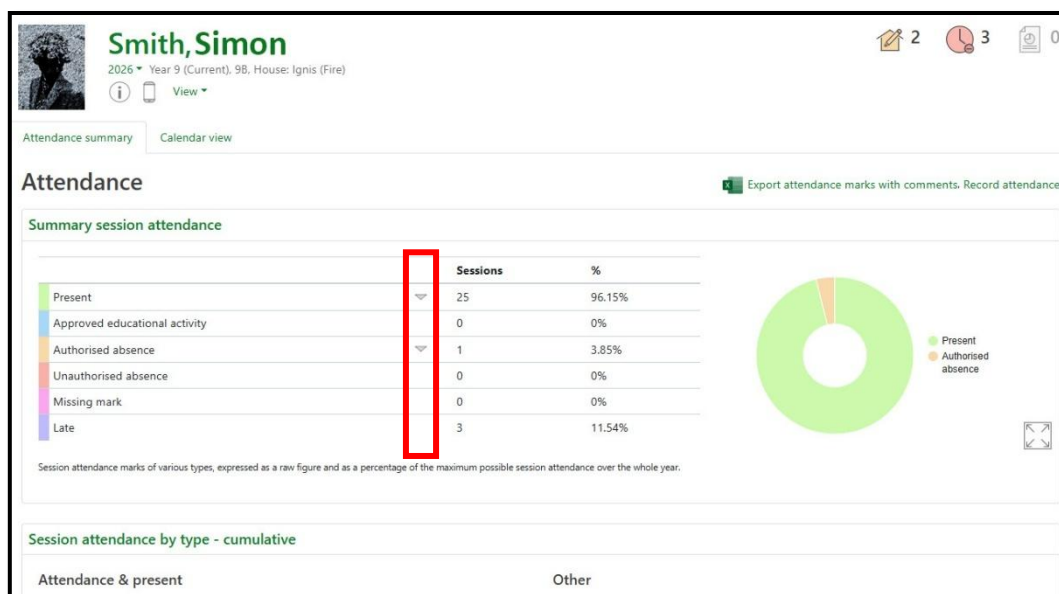 Smith, Simon
2 3 0
2026 Year 9 (Current), 9B, House: Ignis (Fire)
View
Attendance summary Calendar view
Attendance
Export attendance marks with comments. Record attendance
Summary session attendance
Sessions %
Present 25 96.15%
Approved educational activity 0 0%
Authorised absence 1 3.85%
Unauthorised absence 0 0%
Missing mark 0 0%
Late 3 11.54%
Present
Authorised
absence
Session attendance marks of various types, expressed as a raw figure and as a percentage of the maximum possible session attendance over the whole year.
Session attendance by type - cumulative
Attendance & present Other